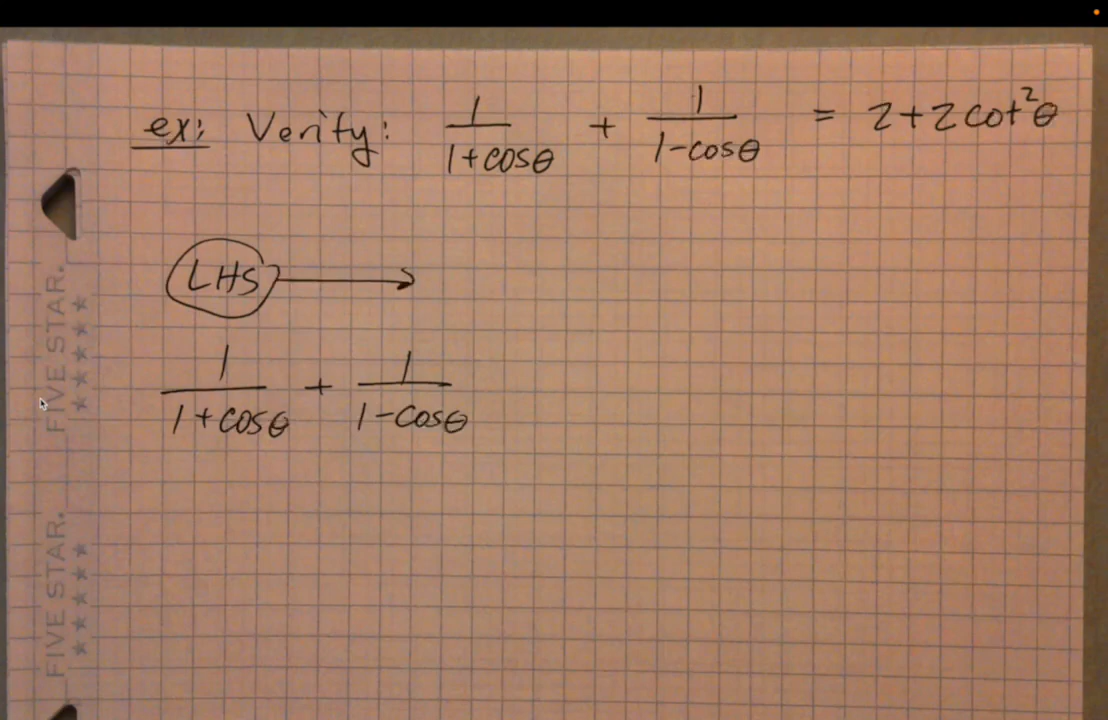 ex: Verify: 1/(1+cosθ) + 1/(1-cosθ) = 2+2cot²θ
LHS →
1/(1+cosθ) + 1/(1-cosθ)
FIVE STAR.
★★★★★
FIVE STAR.
★★★★★